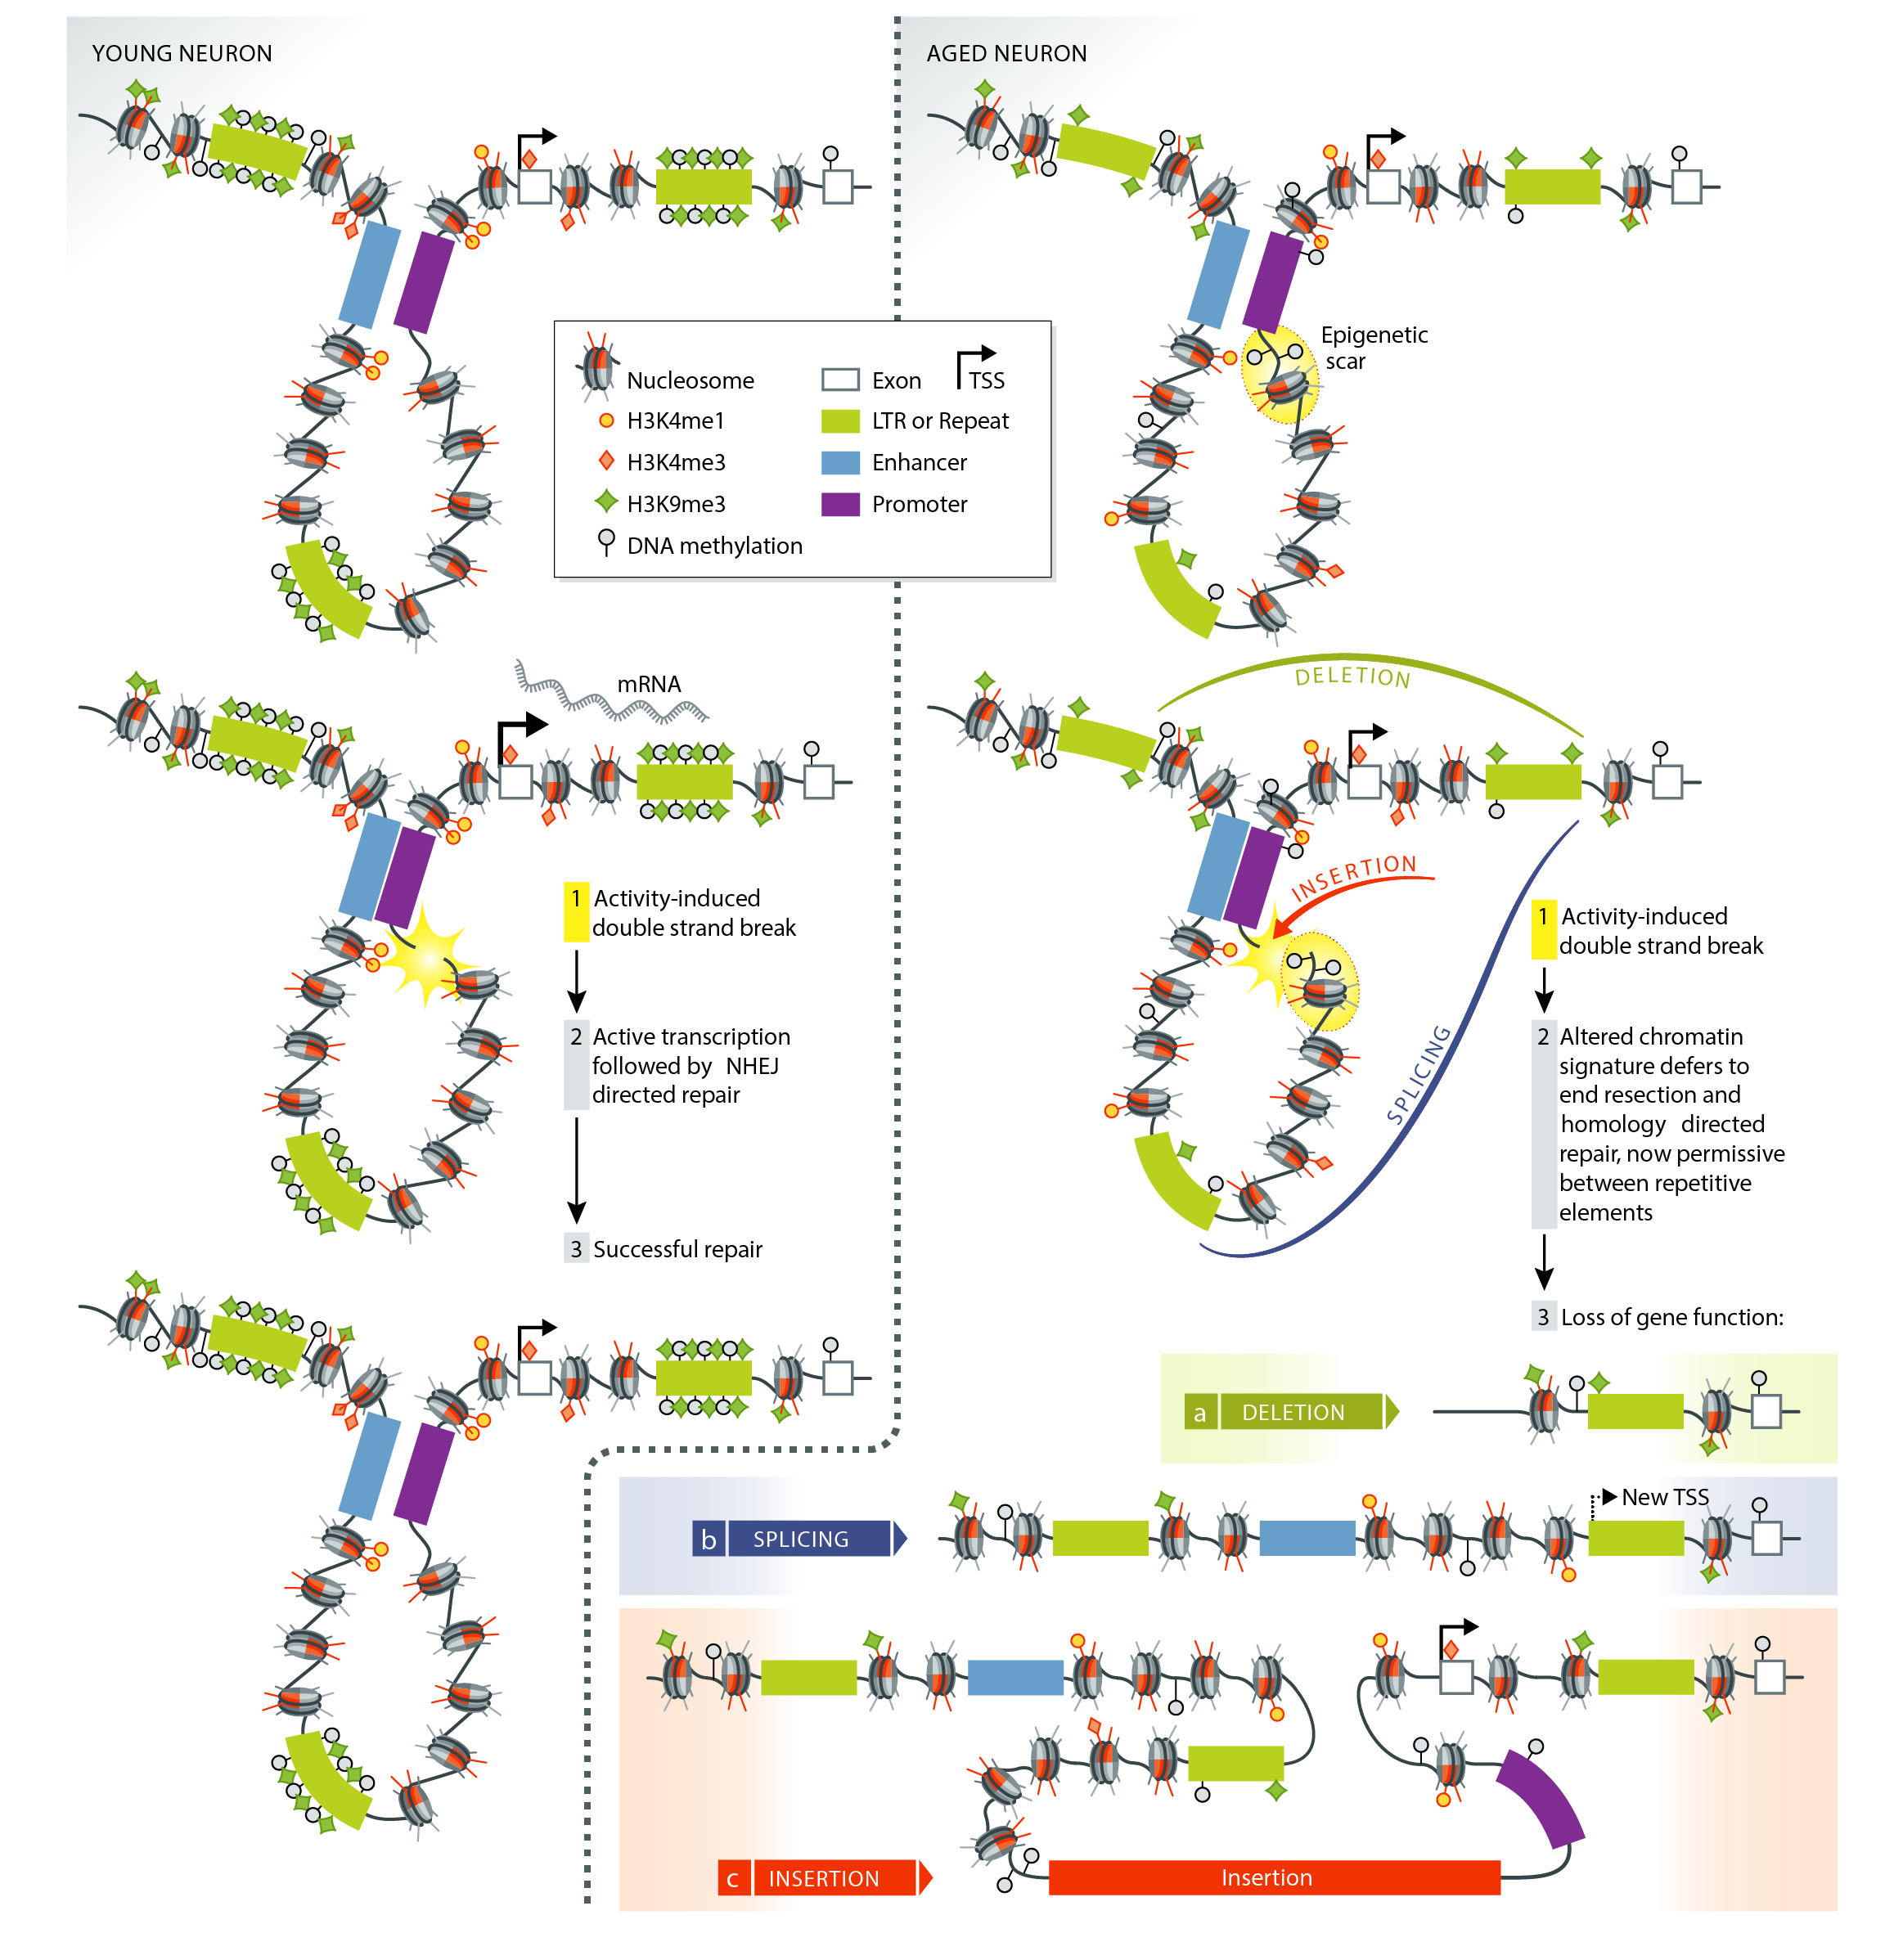 YOUNG NEURON
AGED NEURON
Epigenetic
scar
Nucleosome
H3K4me1
H3K4me3
H3K9me3
DNA methylation
Exon
TSS
LTR or Repeat
Enhancer
Promoter
mRNA
1 Activity-induced
double strand break
2 Active transcription
followed by NHEJ
directed repair
3 Successful repair
DELETION
INSERTION
SPLICING
1 Activity-induced
double strand break
2 Altered chromatin
signature defers to
end resection and
homology directed
repair, now permissive
between repetitive
elements
3 Loss of gene function:
a DELETION
b SPLICING
New TSS
c INSERTION
Insertion